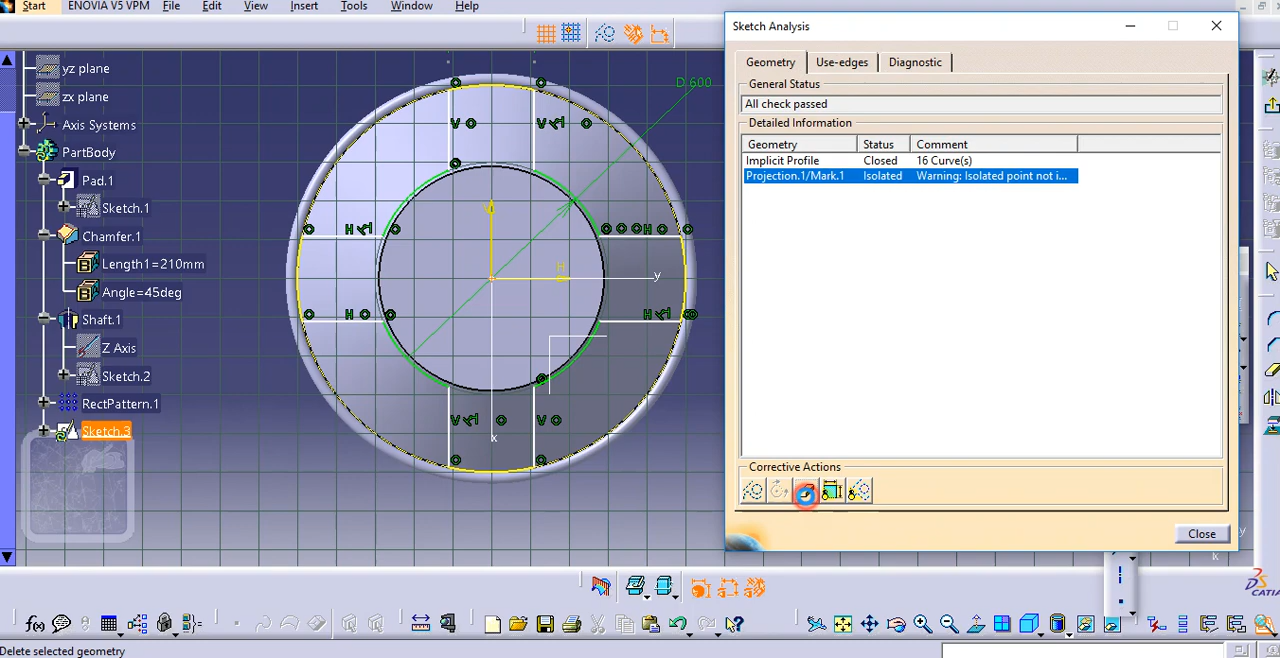 Start ENOVIA V5 VPM File Edit View Insert Tools Window Help
Sketch Analysis
Geometry Use-edges Diagnostic
General Status
All check passed
Detailed Information
Geometry Status Comment
Implicit Profile Closed 16 Curve(s)
Projection.1/Mark.1 Isolated Warning: Isolated point not i...
Corrective Actions
Close
yz plane
zx plane
Axis Systems
PartBody
Pad.1
Sketch.1
Chamfer.1
Length1=210mm
Angle=45deg
Shaft.1
Z Axis
Sketch.2
RectPattern.1
Sketch.3
D 600
V V
H H
V H y
H H
V V
x
y
x
CATIA
f(x)
Delete selected geometry